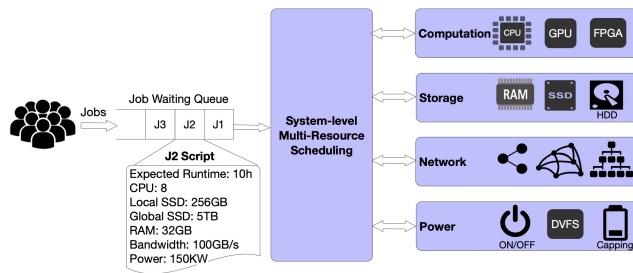 Jobs
Job Waiting Queue
J3 J2 J1
J2 Script
Expected Runtime: 10h
CPU: 8
Local SSD: 256GB
Global SSD: 5TB
RAM: 32GB
Bandwidth: 100GB/s
Power: 150KW
System-level
Multi-Resource
Scheduling
Computation
CPU
GPU
FPGA
Storage
RAM
SSD
HDD
Network
Power
ON/OFF
DVFS
Capping